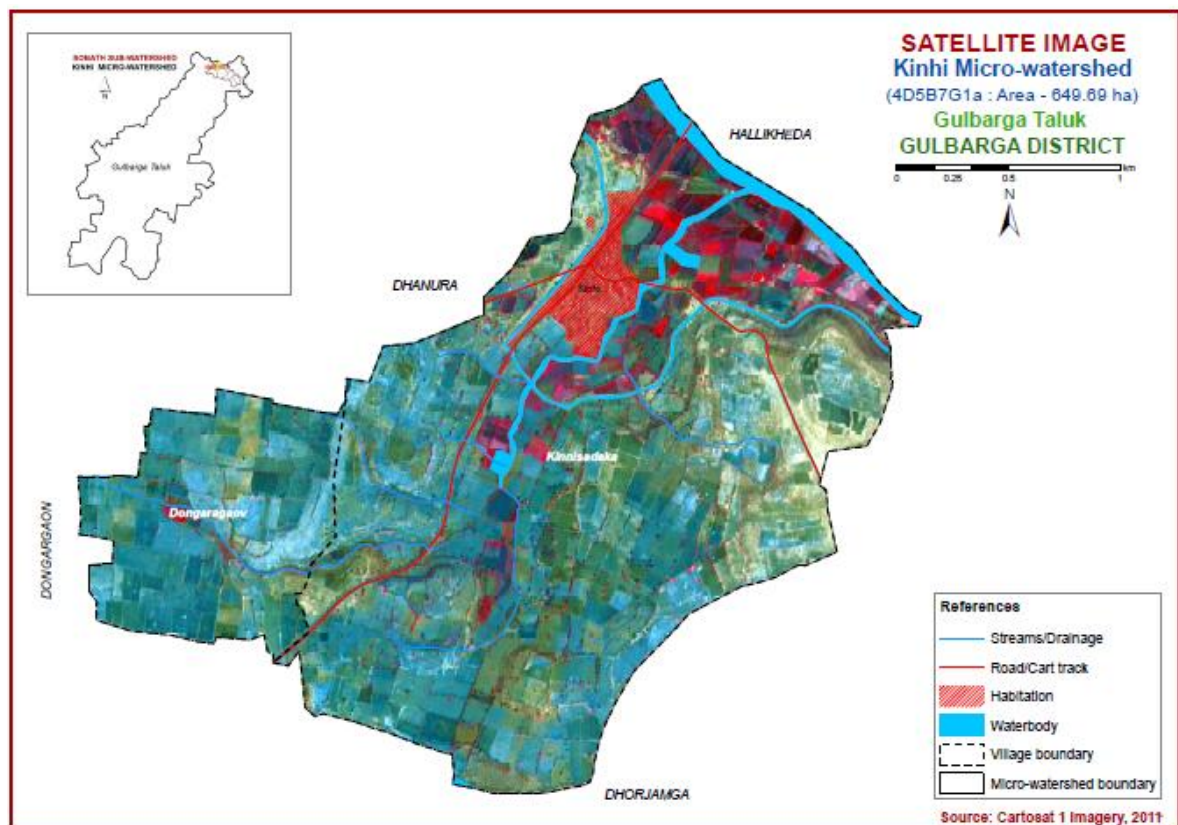 SONATH SUB-WATERSHED
KINHI MICRO-WATERSHED
N
Gulbarga Taluk
SATELLITE IMAGE
Kinhi Micro-watershed
(4D5B7G1a : Area - 649.69 ha)
Gulbarga Taluk
GULBARGA DISTRICT
km
0 0.25 0.5 1
N
HALLIKHEDA
DHANURA
Kinnisadaka
Dongaragaov
DONGARGAON
DHORJAMGA
References
Streams/Drainage
Road/Cart track
Habitation
Waterbody
Village boundary
Micro-watershed boundary
Source: Cartosat 1 Imagery, 2011